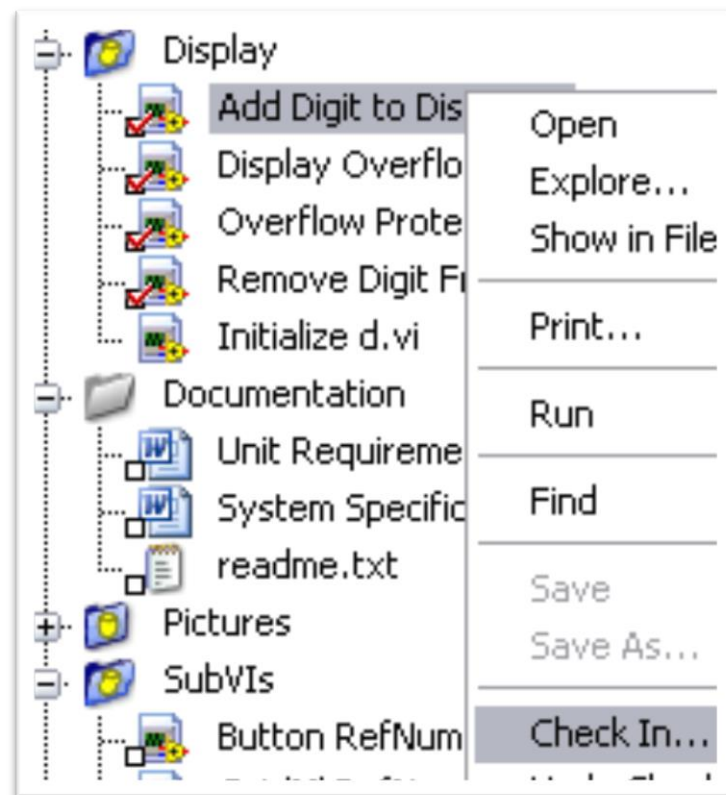 Display
Add Digit to Dis
Display Overflo
Overflow Prote
Remove Digit Fr
Initialize d.vi
Documentation
Unit Requireme
System Specific
readme.txt
Pictures
SubVIs
Button RefNum
Open
Explore...
Show in File
Print...
Run
Find
Save
Save As...
Check In...